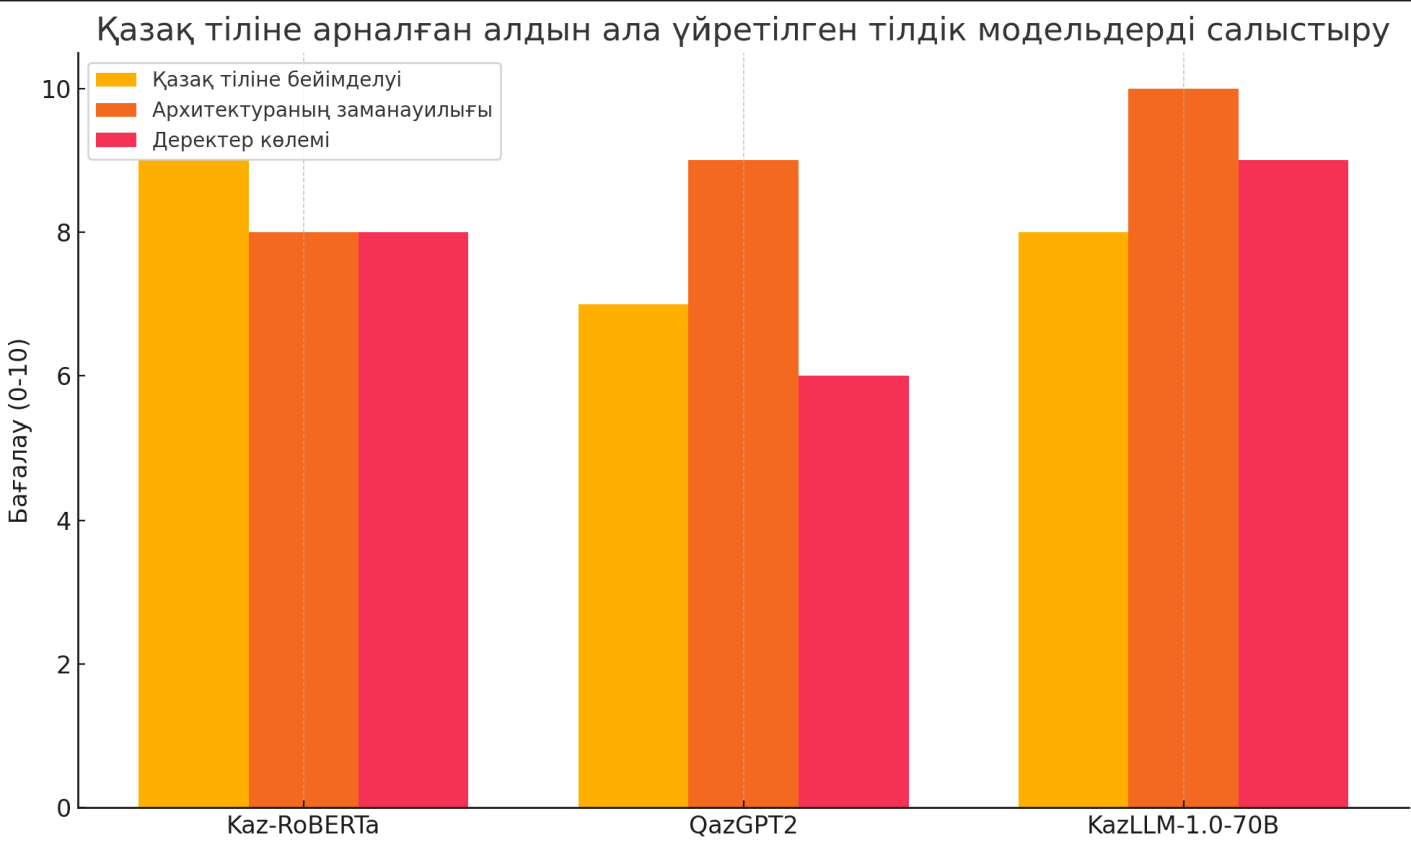 Қазақ тіліне арналған алдын ала үйретілген тілдік модельдерді салыстыру
Қазақ тіліне бейімделуі
Архитектураның заманауилығы
Деректер көлемі
Бағалау (0-10)
10
8
6
4
2
0
Kaz-RoBERTa
QazGPT2
KazLLM-1.0-70B